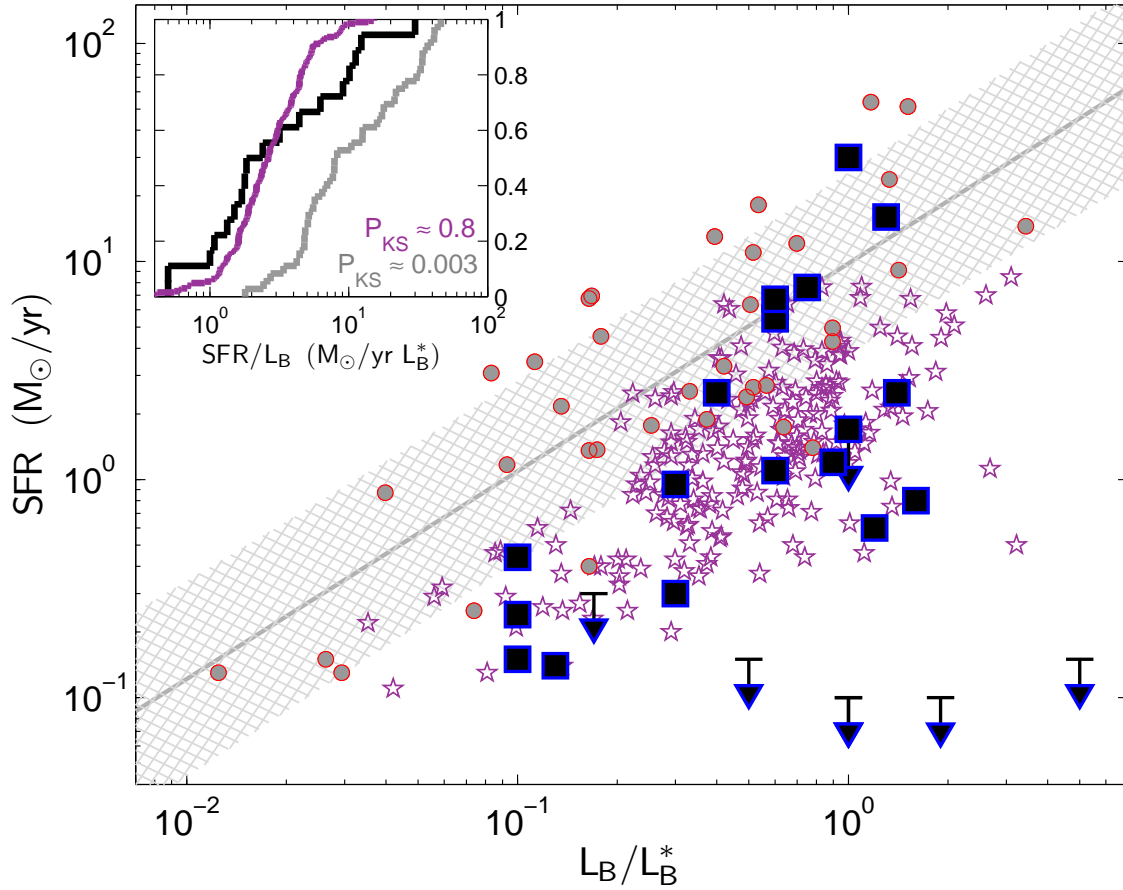 10^0 10^1 10^2
SFR/L_B (M_⊙/yr L_B^*)
1
0.8
0.6
0.4
0.2
0
P_KS ≈ 0.8
P_KS ≈ 0.003
10^2
10^1
10^0
10^-1
SFR (M_⊙/yr)
10^-2 10^-1 10^0
L_B/L_B^*